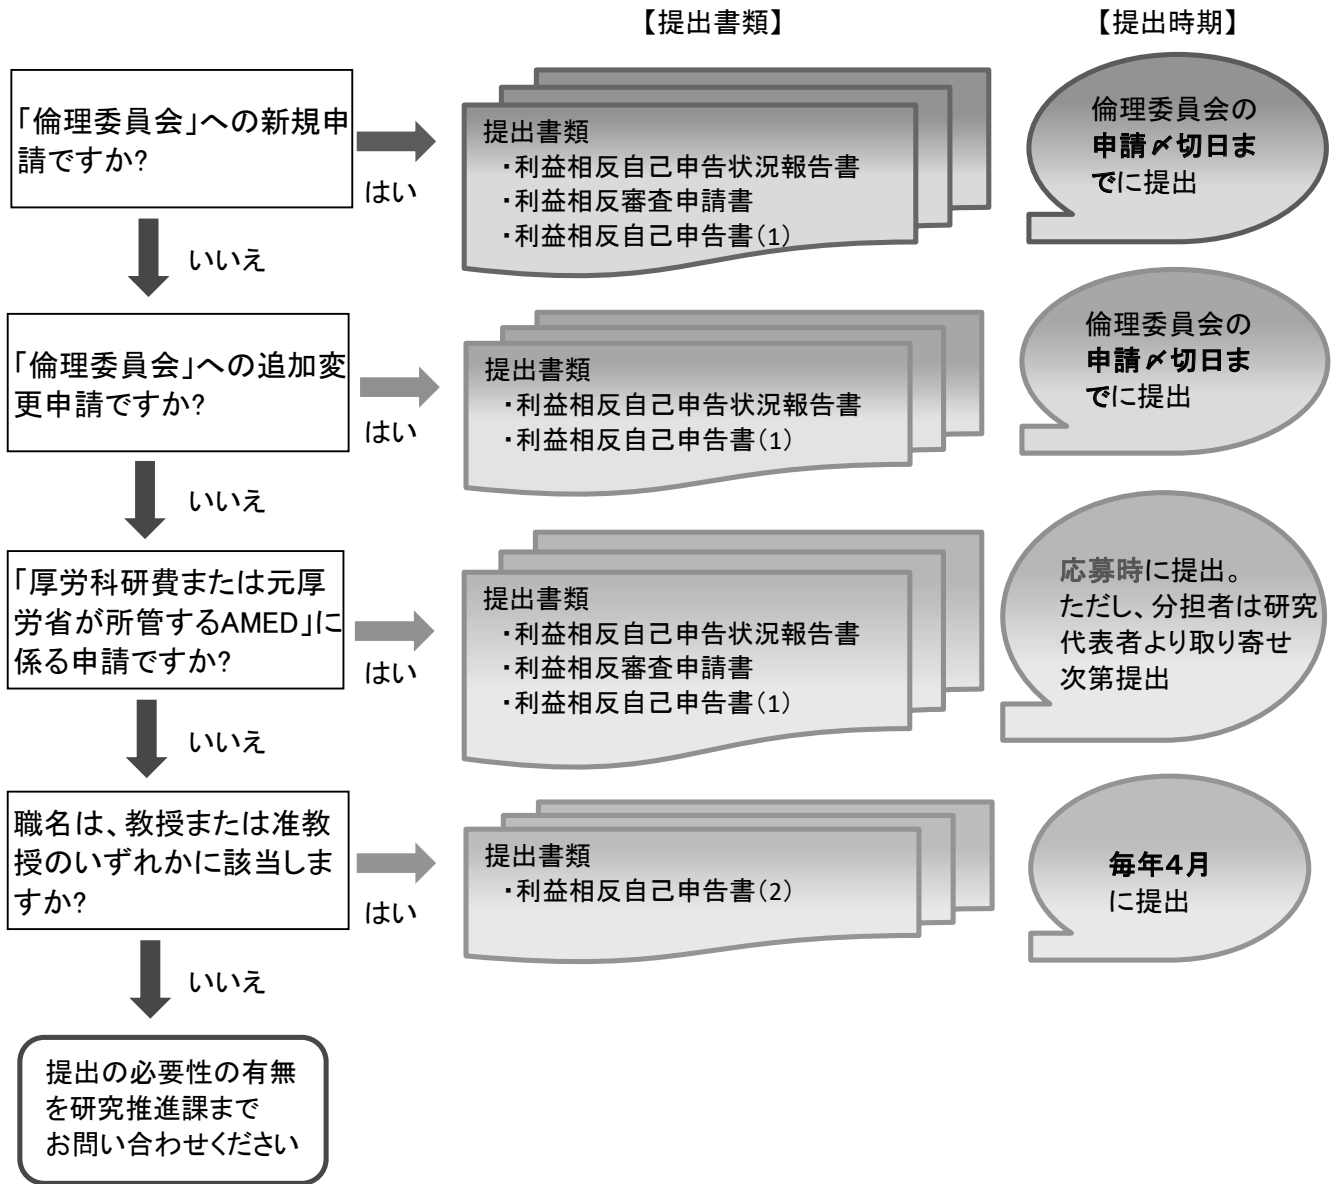 【提出書類】
【提出時期】
「倫理委員会」への新規申
請ですか?
はい
提出書類
・利益相反自己申告状況報告書
・利益相反審査申請書
・利益相反自己申告書(1)
倫理委員会の
申請〆切日ま
でに提出
いいえ
「倫理委員会」への追加変
更申請ですか?
はい
提出書類
・利益相反自己申告状況報告書
・利益相反自己申告書(1)
倫理委員会の
申請〆切日ま
でに提出
いいえ
「厚労科研費または元厚
労省が所管するAMED」に
係る申請ですか?
はい
提出書類
・利益相反自己申告状況報告書
・利益相反審査申請書
・利益相反自己申告書(1)
応募時に提出。
ただし、分担者は研究
代表者より取り寄せ
次第提出
いいえ
職名は、教授または准教
授のいずれかに該当しま
すか?
はい
提出書類
・利益相反自己申告書(2)
毎年4月
に提出
いいえ
提出の必要性の有無
を研究推進課まで
お問い合わせください